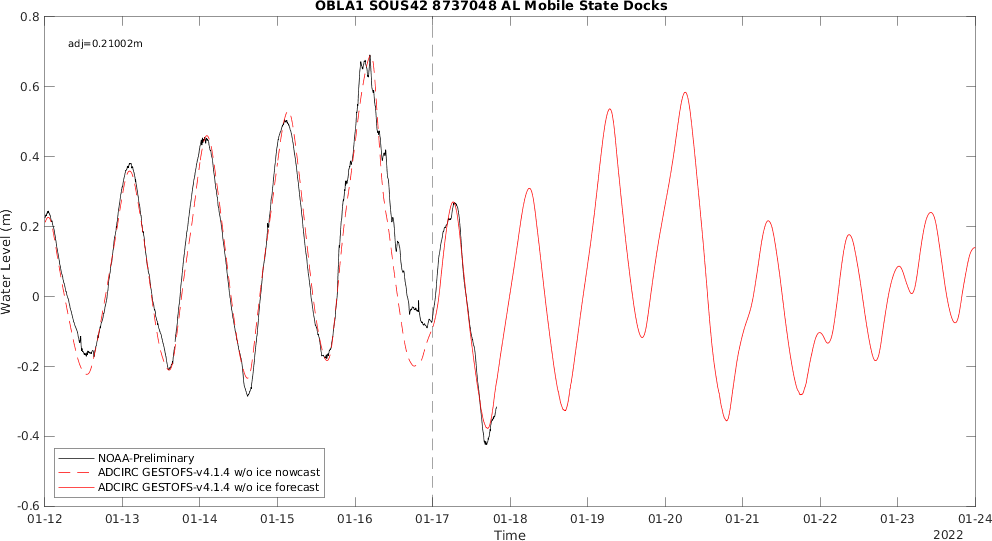 OBLA1 SOUS42 8737048 AL Mobile State Docks
adj=0.21002m
0.8
0.6
0.4
0.2
0
-0.2
-0.4
-0.6
Water Level (m)
NOAA-Preliminary
ADCIRC GESTOFS-v4.1.4 w/o ice nowcast
ADCIRC GESTOFS-v4.1.4 w/o ice forecast
01-12 01-13 01-14 01-15 01-16 01-17 01-18 01-19 01-20 01-21 01-22 01-23 01-24
Time
2022